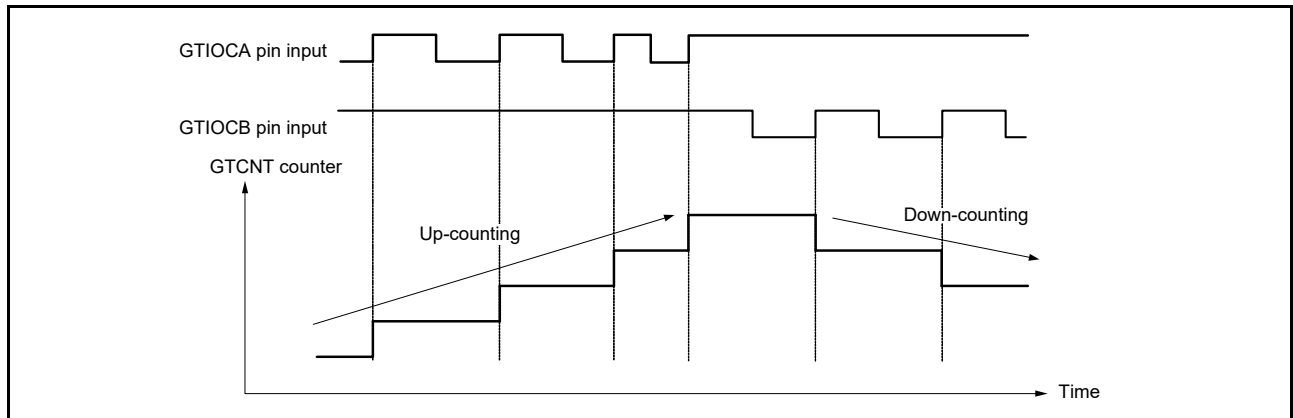 GTIOCA pin input
GTIOCB pin input
GTCNT counter
Up-counting
Down-counting
Time